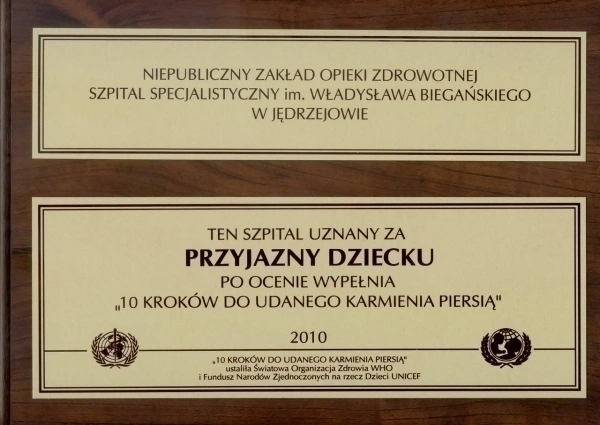 NIEPUBLICZNY ZAKŁAD OPIEKI ZDROWOTNEJ
SZPITAL SPECJALISTYCZNY im. WŁADYSŁAWA BIEGAŃSKIEGO
W JĘDRZEJOWIE
TEN SZPITAL UZNANY ZA
PRZYJAZNY DZIECKU
PO OCENIE WYPEŁNIA
„10 KROKÓW DO UDANEGO KARMIENIA PIERSIĄ"
2010
„10 KROKÓW DO UDANEGO KARMIENIA PIERSIĄ"
ustaliła Światowa Organizacja Zdrowia WHO
i Fundusz Narodów Zjednoczonych na rzecz Dzieci UNICEF